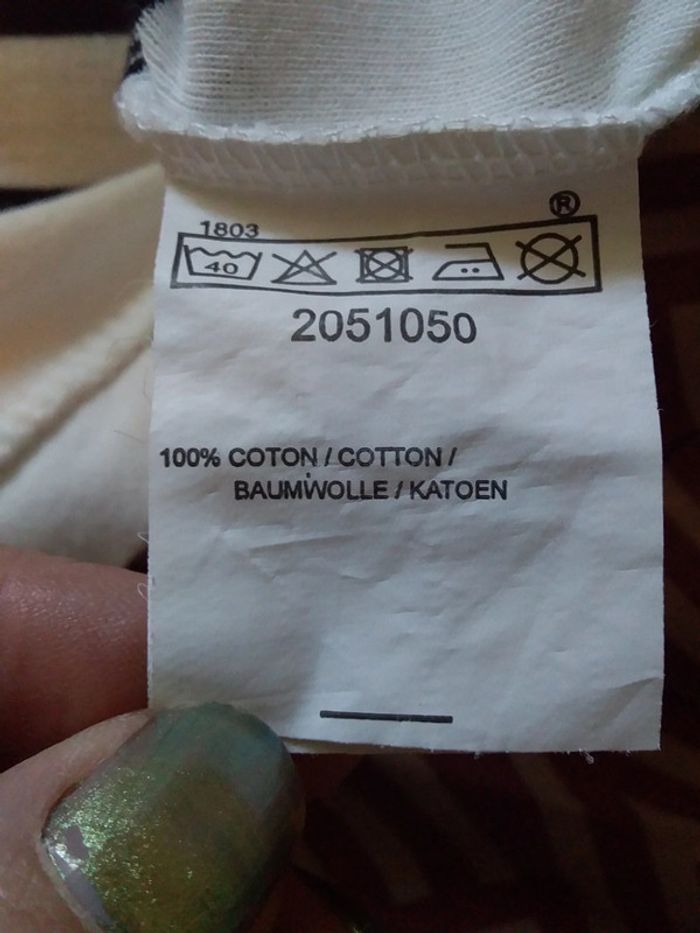 ®
1803
40
2051050
100% COTON / COTTON /
BAUMWOLLE / KATOEN